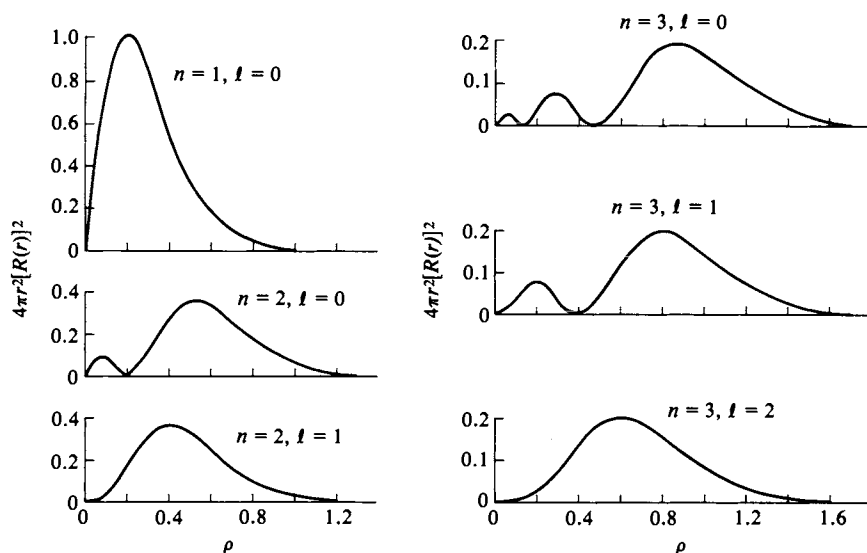 1.0
0.8
0.6
0.4
0.2
0
n = 1, ℓ = 0
4πr²[R(r)]²
0.4
0.2
0
n = 2, ℓ = 0
0.4
0.2
0
n = 2, ℓ = 1
0 0.4 0.8 1.2
ρ
n = 3, ℓ = 0
0.2
0.1
0
n = 3, ℓ = 1
4πr²[R(r)]²
0.2
0.1
0
n = 3, ℓ = 2
0.2
0.1
0
0 0.4 0.8 1.2 1.6
ρ